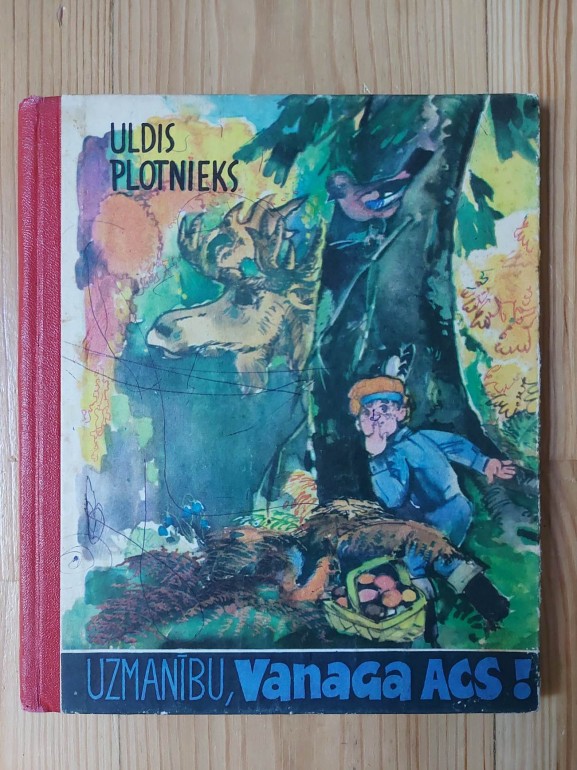 ULDIS
PLOTNIEKS
UZMANĪBU, VANAGA ACS!